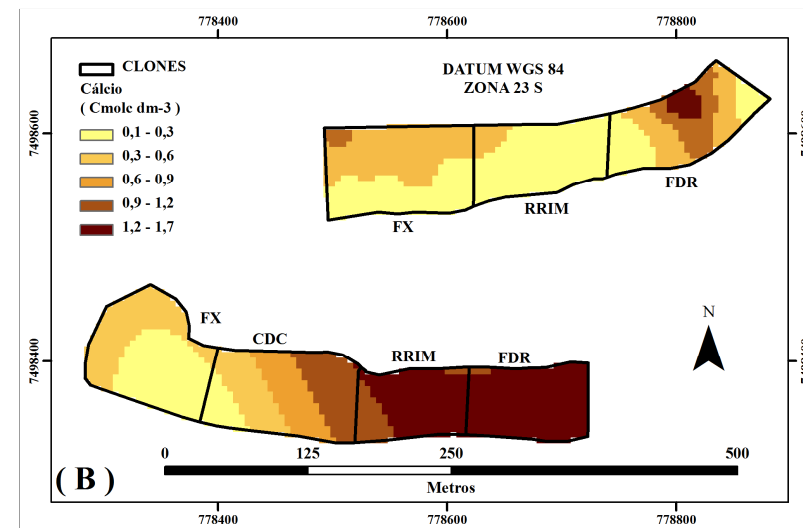 778400 778600 778800
CLONES
Cálcio
( Cmolc dm-3 )
0,1 - 0,3
0,3 - 0,6
0,6 - 0,9
0,9 - 1,2
1,2 - 1,7
DATUM WGS 84
ZONA 23 S
7498600
FX
RRIM
FDR
N
FX
CDC
RRIM
FDR
7498400
0 125 250 500
Metros
( B )
778400 778600 778800